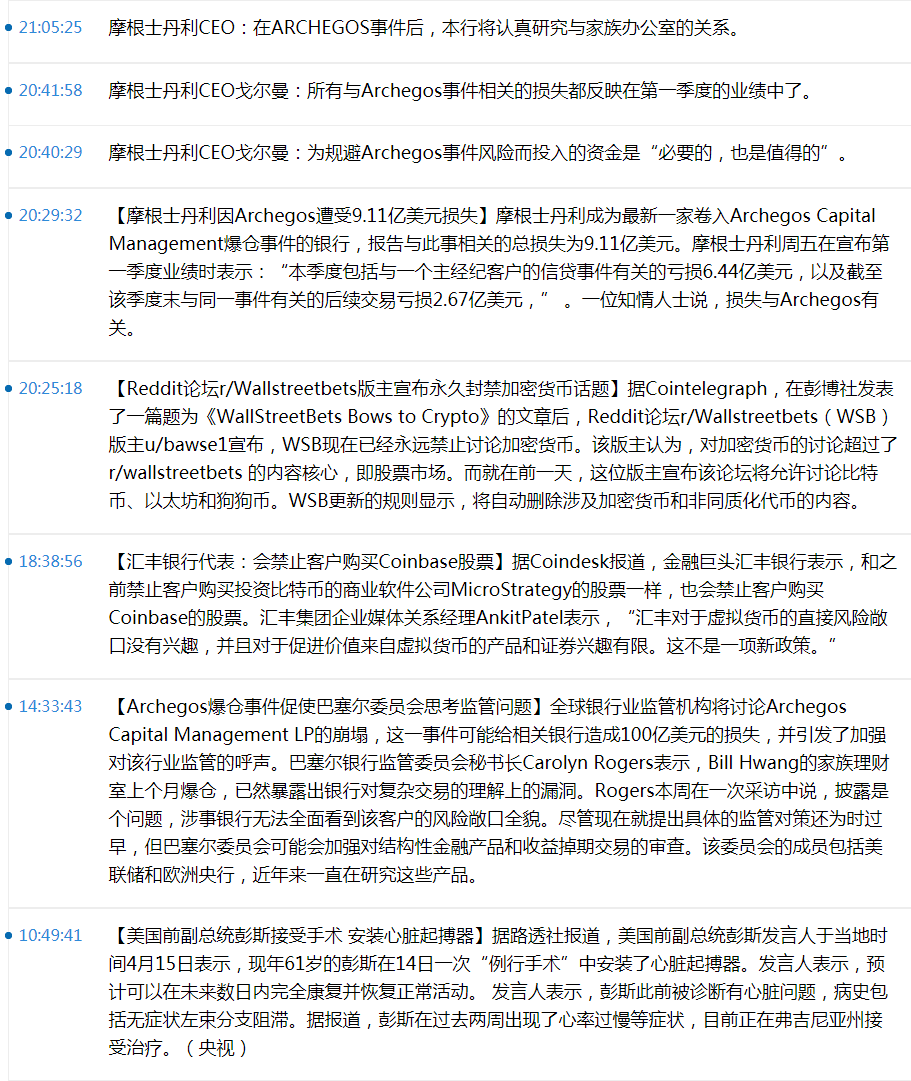 21:05:25 摩根士丹利CEO：在ARCHEGOS事件后，本行将认真研究与家族办公室的关系。
20:41:58 摩根士丹利CEO戈尔曼：所有与Archegos事件相关的损失都反映在第一季度的业绩中了。
20:40:29 摩根士丹利CEO戈尔曼：为规避Archegos事件风险而投入的资金是“必要的，也是值得的”。
20:29:32 【摩根士丹利因Archegos遭受9.11亿美元损失】摩根士丹利成为最新一家卷入Archegos Capital
Management爆仓事件的银行，报告与此事相关的总损失为9.11亿美元。摩根士丹利周五在宣布第
一季度业绩时表示：“本季度包括与一个主经纪客户的信贷事件有关的亏损6.44亿美元，以及截至
该季度末与同一事件有关的后续交易亏损2.67亿美元，” 。一位知情人士说，损失与Archegos有
关。
20:25:18 【Reddit论坛r/Wallstreetbets版主宣布永久封禁加密货币话题】据Cointelegraph，在彭博社发表
了一篇题为《WallStreetBets Bows to Crypto》的文章后，Reddit论坛r/Wallstreetbets（WSB）
版主u/bawse1宣布，WSB现在已经永远禁止讨论加密货币。该版主认为，对加密货币的讨论超过了
r/wallstreetbets 的内容核心，即股票市场。而就在前一天，这位版主宣布该论坛将允许讨论比特
币、以太坊和狗狗币。WSB更新的规则显示，将自动删除涉及加密货币和非同质化代币的内容。
18:38:56 【汇丰银行代表：会禁止客户购买Coinbase股票】据Coindesk报道，金融巨头汇丰银行表示，和之
前禁止客户购买投资比特币的商业软件公司MicroStrategy的股票一样，也会禁止客户购买
Coinbase的股票。汇丰集团企业媒体关系经理AnkitPatel表示，“汇丰对于虚拟货币的直接风险敞
口没有兴趣，并且对于促进价值来自虚拟货币的产品和证券兴趣有限。这不是一项新政策。”
14:33:43 【Archegos爆仓事件促使巴塞尔委员会思考监管问题】全球银行业监管机构将讨论Archegos
Capital Management LP的崩塌，这一事件可能给相关银行造成100亿美元的损失，并引发了加强
对该行业监管的呼声。巴塞尔银行监管委员会秘书长Carolyn Rogers表示，Bill Hwang的家族理财
室上个月爆仓，已然暴露出银行对复杂交易的理解上的漏洞。Rogers本周在一次采访中说，披露是
个问题，涉事银行无法全面看到该客户的风险敞口全貌。尽管现在就提出具体的监管对策还为时过
早，但巴塞尔委员会可能会加强对结构性金融产品和收益掉期交易的审查。该委员会的成员包括美
联储和欧洲央行，近年来一直在研究这些产品。
10:49:41 【美国前副总统彭斯接受手术 安装心脏起搏器】据路透社报道，美国前副总统彭斯发言人于当地时
间4月15日表示，现年61岁的彭斯在14日一次“例行手术”中安装了心脏起搏器。发言人表示，预
计可以在未来数日内完全康复并恢复正常活动。 发言人表示，彭斯此前被诊断有心脏问题，病史包
括无症状左束分支阻滞。据报道，彭斯在过去两周出现了心率过慢等症状，目前正在弗吉尼亚州接
受治疗。（央视）